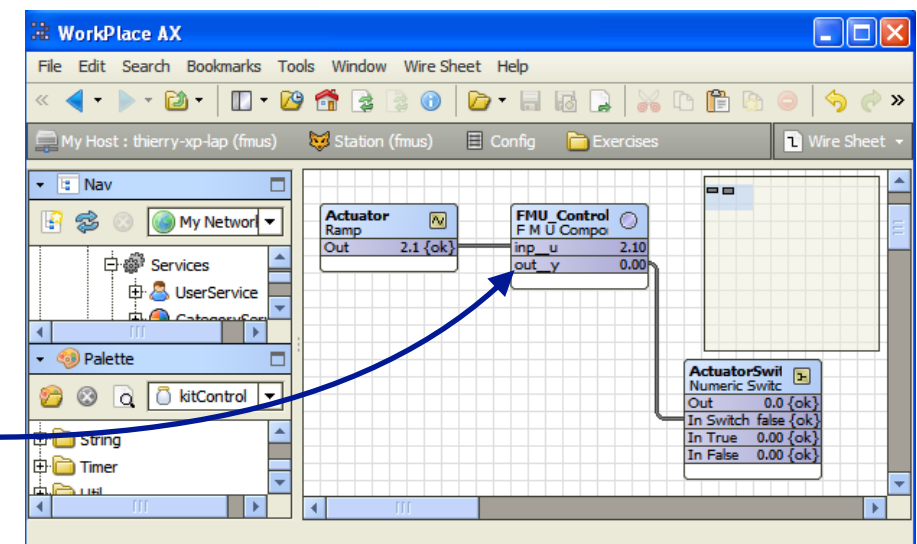 WorkPlace AX
File Edit Search Bookmarks Tools Window Wire Sheet Help
My Host : thierry-xp-lap (fmus) Station (fmus) Config Exercises Wire Sheet
Nav
My Networl
Services
UserService
CategorySer
Palette
kitControl
String
Timer
Util
Actuator
Ramp
Out 2.1 {ok}
FMU_Control
F M U Compo
inp__u 2.10
out__y 0.00
ActuatorSwit
Numeric Switc
Out 0.0 {ok}
In Switch false {ok}
In True 0.00 {ok}
In False 0.00 {ok}